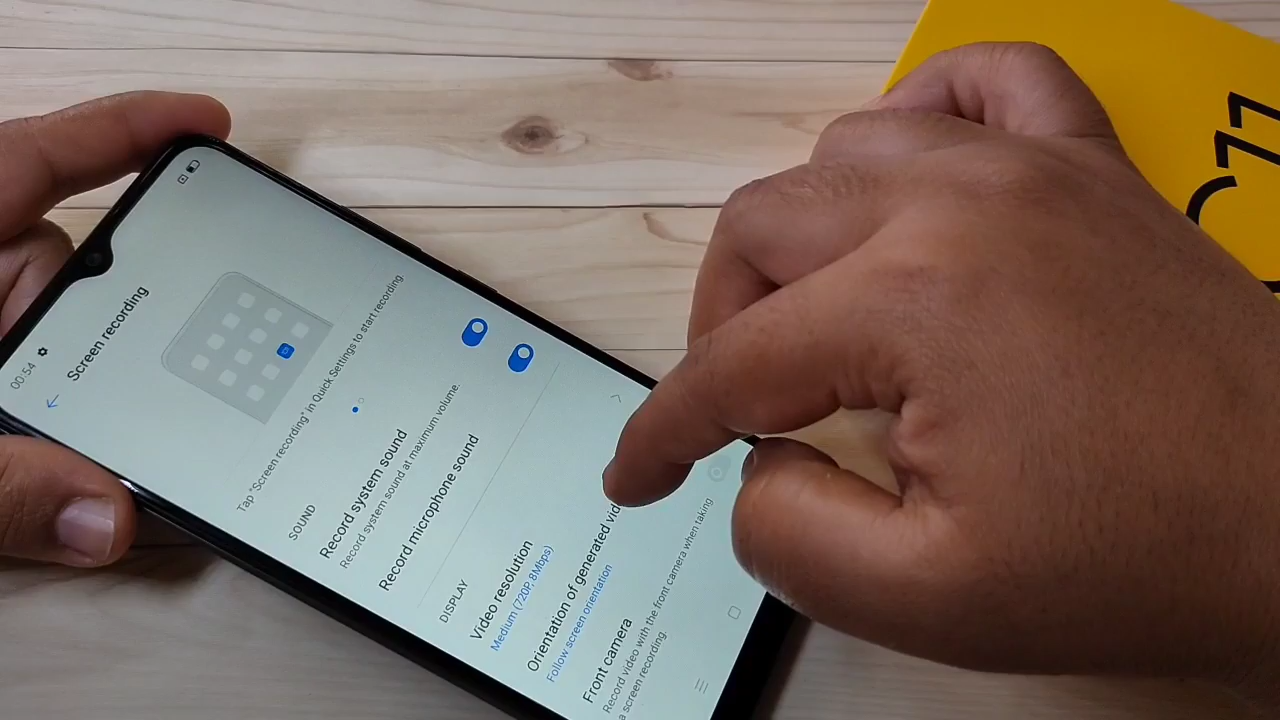 00:54
Screen recording
Tap "Screen recording" in Quick Settings to start recording.
SOUND
Record system sound
Record system sound at maximum volume.
Record microphone sound
DISPLAY
Video resolution
Medium (720P, 8Mbps)
Orientation of generated vid
Follow screen orientation
Front camera
Record video with the front camera when taking
a screen recording.